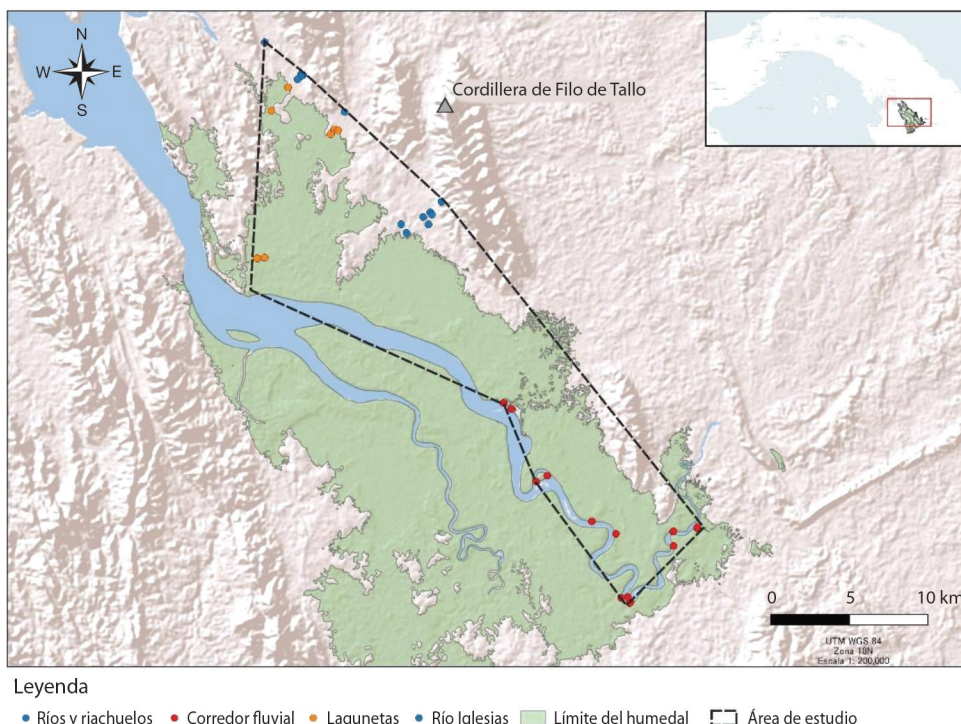 N
W E
S
Cordillera de Filo de Tallo
0 5 10 km
UTM WGS 84
Zona 18N
Escala 1: 200,000
Leyenda
Ríos y riachuelos Corredor fluvial Lagunetas Río Iglesias Límite del humedal Área de estudio